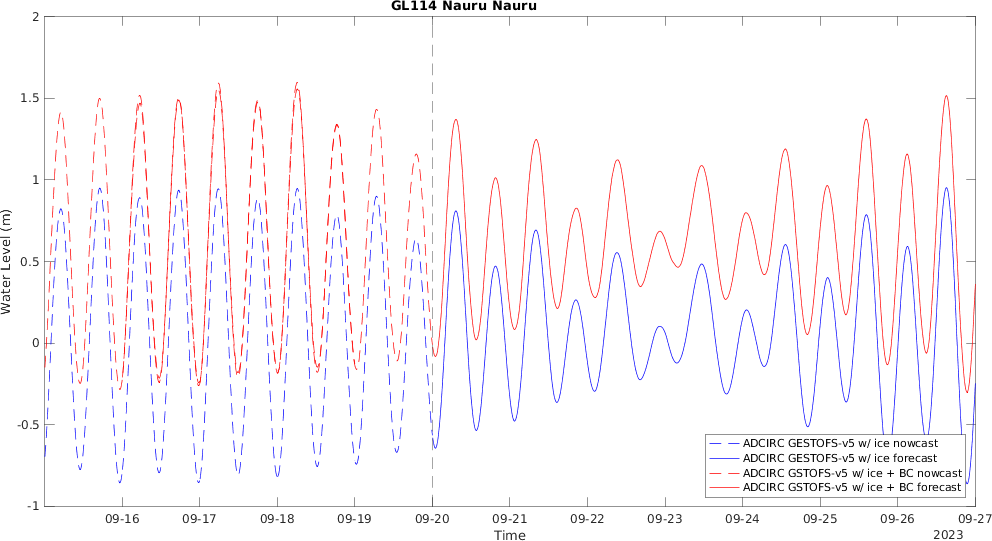 GL114 Nauru Nauru
2
1.5
1
0.5
0
-0.5
-1
Water Level (m)
ADCIRC GESTOFS-v5 w/ ice nowcast
ADCIRC GESTOFS-v5 w/ ice forecast
ADCIRC GSTOFS-v5 w/ ice + BC nowcast
ADCIRC GSTOFS-v5 w/ ice + BC forecast
09-16 09-17 09-18 09-19 09-20 09-21 09-22 09-23 09-24 09-25 09-26 09-27
Time
2023